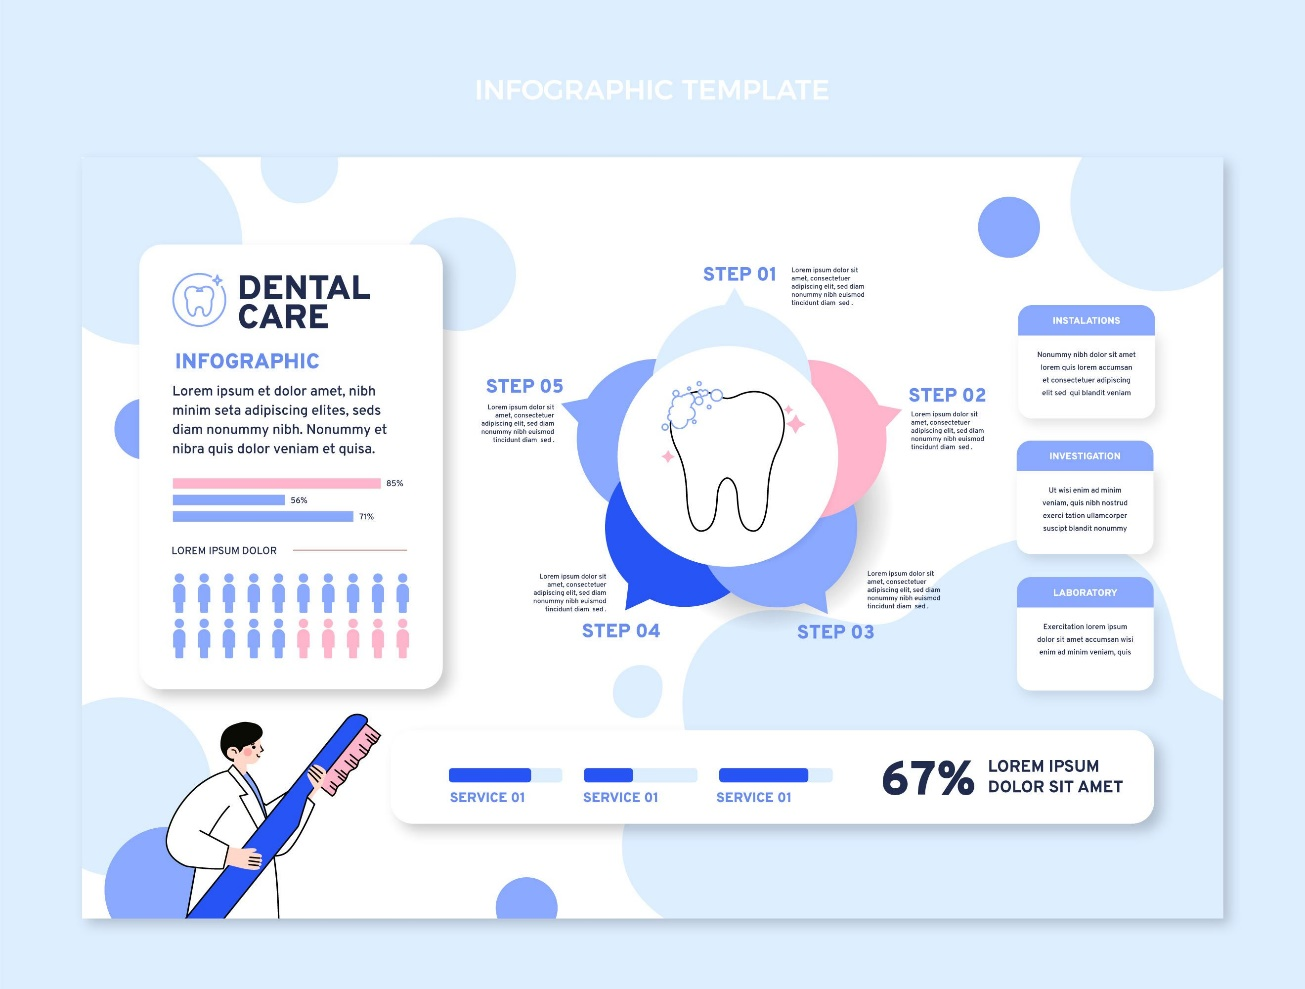 INFOGRAPHIC TEMPLATE
DENTAL
CARE
INFOGRAPHIC
Lorem ipsum et dolor amet, nibh
minim seta adipiscing elites, seds
diam nonummy nibh. Nonummy et
nibra quis dolor veniam et quisa.
85%
56%
71%
LOREM IPSUM DOLOR
STEP 01
Lorem ipsum dolor sit
amet, consectetuer
adipiscing elit, sed diam
nonummy nibh euismod
tincidunt diam sed .
STEP 02
Lorem ipsum dolor sit
amet, consectetuer
adipiscing elit, sed diam
nonummy nibh euismod
tincidunt diam sed .
Lorem ipsum dolor sit
amet, consectetuer
adipiscing elit, sed diam
nonummy nibh euismod
tincidunt diam sed .
STEP 03
Lorem ipsum dolor sit
amet, consectetuer
adipiscing elit, sed diam
nonummy nibh euismod
tincidunt diam sed .
STEP 04
STEP 05
Lorem ipsum dolor sit
amet, consectetuer
adipiscing elit, sed diam
nonummy nibh euismod
tincidunt diam sed .
INSTALATIONS
Nonummy nibh dolor sit amet
lorem quis lorem accumsan
et consectetuer adipiscing
elit sed qui blandit veniam
INVESTIGATION
Ut wisi enim ad minim
veniam, quis nibh nostrud
exerci tation ullamcorper
suscipt blandit nonummy
LABORATORY
Exercitation lorem ipsum
dolor sit amet accumsan wisi
enim ad minim veniam, quis
SERVICE 01
SERVICE 01
SERVICE 01
67%
LOREM IPSUM
DOLOR SIT AMET